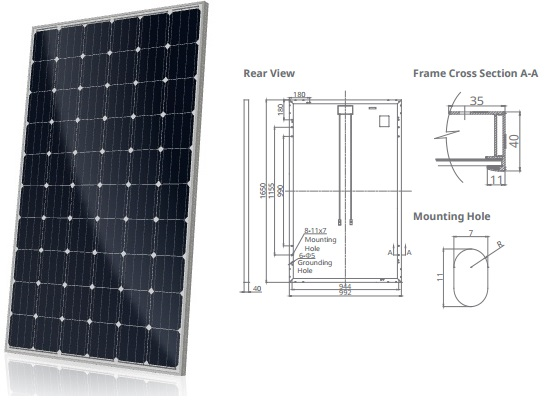 Rear View
Frame Cross Section A-A
180
180
1650
1155
990
8-11x7
Mounting
Hole
6-Φ5
Grounding
Hole
A
A
40
944
992
35
40
11
Mounting Hole
7
R
11